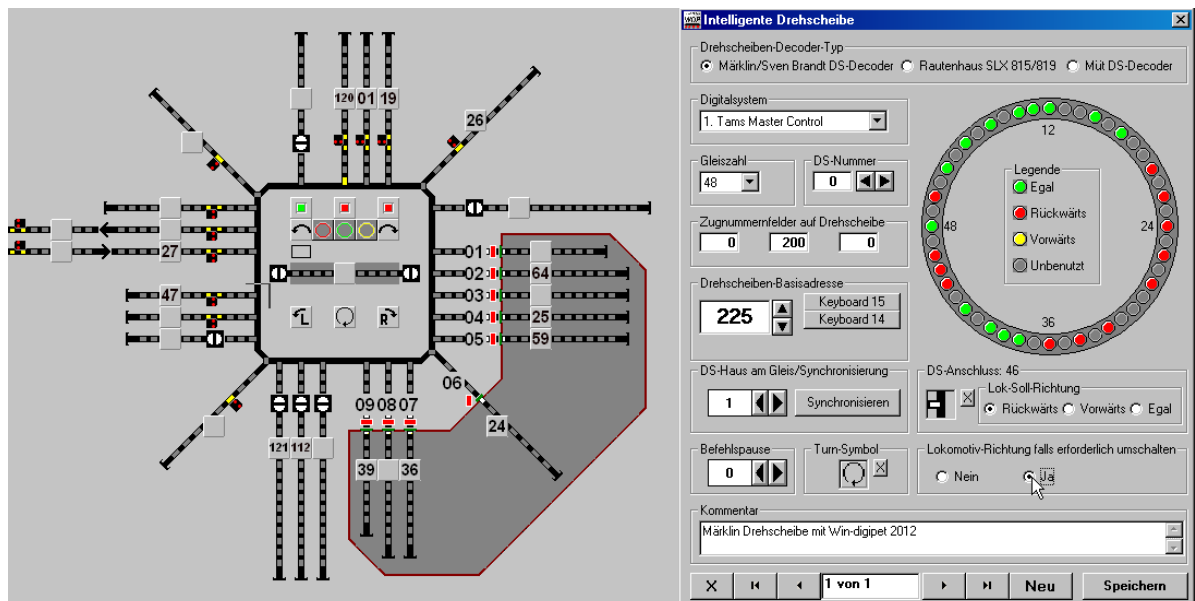 120 01 19
26
27
47
01
02 64
03
04 25
05 59
06
24
09 08 07
39 36
121 112
L R
Intelligente Drehscheibe
Drehscheiben-Decoder-Typ
Märklin/Sven Brandt DS-Decoder Rautenhaus SLX 815/819 Müt DS-Decoder
Digitalsystem
1. Tams Master Control
Gleiszahl DS-Nummer
48 0
Zugnummernfelder auf Drehscheibe
0 200 0
Drehscheiben-Basisadresse
225
Keyboard 15
Keyboard 14
12
24
36
48
Legende
Egal
Rückwärts
Vorwärts
Unbenutzt
DS-Haus am Gleis/Synchronisierung
1 Synchronisieren
DS-Anschluss: 46
Lok-Soll-Richtung
X Rückwärts Vorwärts Egal
Befehlspause Turn-Symbol
0 X
Lokomotiv-Richtung falls erforderlich umschalten
Nein Ja
Kommentar
Märklin Drehscheibe mit Win-digipet 2012
X 1 von 1 Neu Speichern